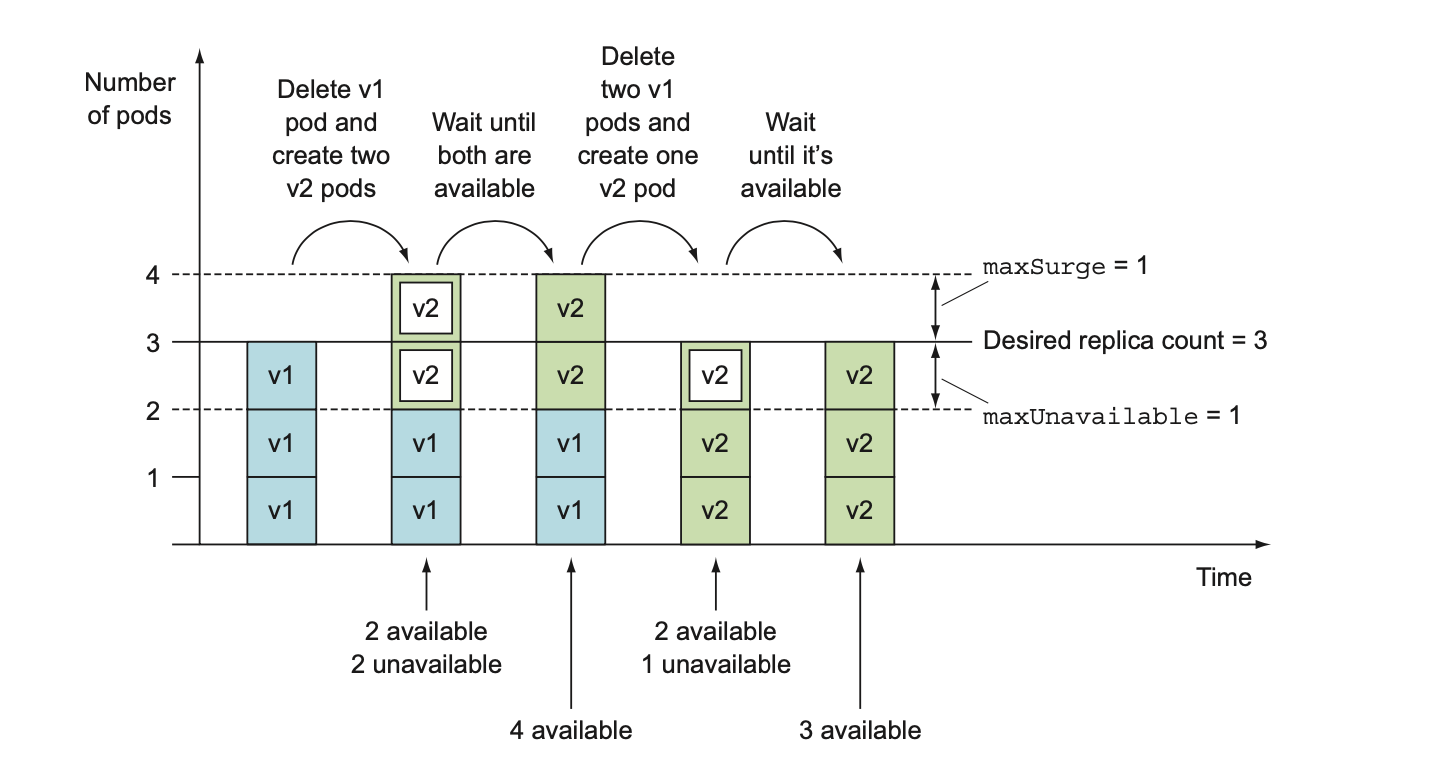 Number
of pods
Delete v1
pod and
create two
v2 pods
Wait until
both are
available
Delete
two v1
pods and
create one
v2 pod
Wait
until it’s
available
4
3
2
1
v1
v1
v1
v2
v2
v1
v1
v2
v2
v1
v1
v2
v2
v2
v2
v2
v2
maxSurge = 1
Desired replica count = 3
maxUnavailable = 1
Time
2 available
2 unavailable
4 available
2 available
1 unavailable
3 available